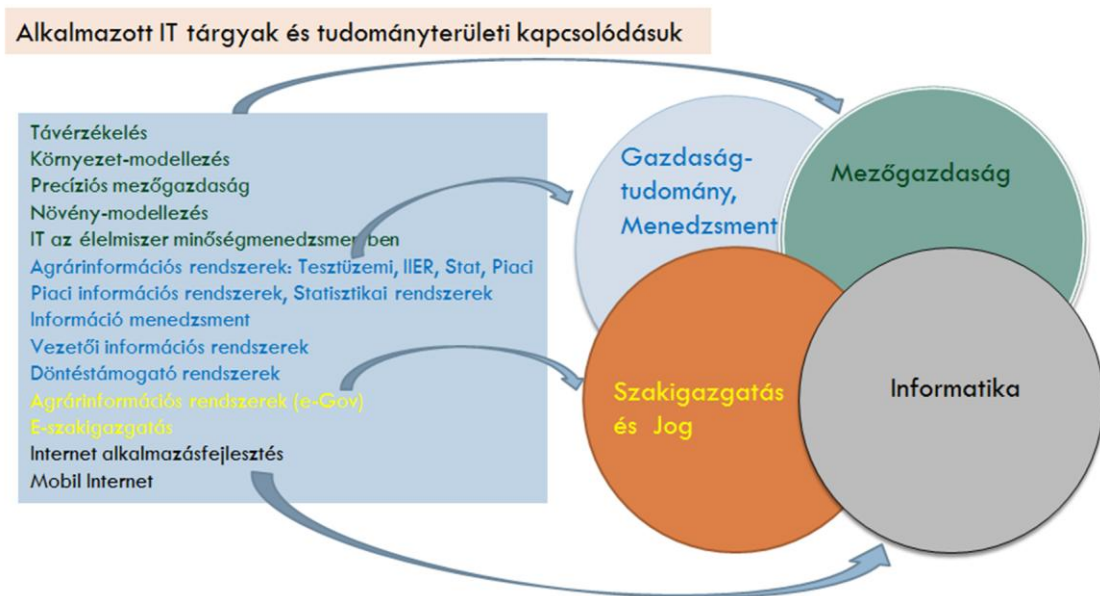 Alkalmazott IT tárgyak és tudományterületi kapcsolódásuk
Távérzékelés
Környezet-modellezés
Precíziós mezőgazdaság
Növény-modellezés
IT az élelmiszer minőségmenedzsmentben
Agrárinformációs rendszerek: Tesztüzemi, IIER, Stat, Piaci
Piaci információs rendszerek, Statisztikai rendszerek
Információ menedzsment
Vezetői információs rendszerek
Döntéstámogató rendszerek
Agrárinformációs rendszerek (e-Gov)
E-szakigazgatás
Internet alkalmazásfejlesztés
Mobil Internet
Gazdaság-
tudomány,
Menedzsment
Mezőgazdaság
Szakigazgatás
és Jog
Informatika